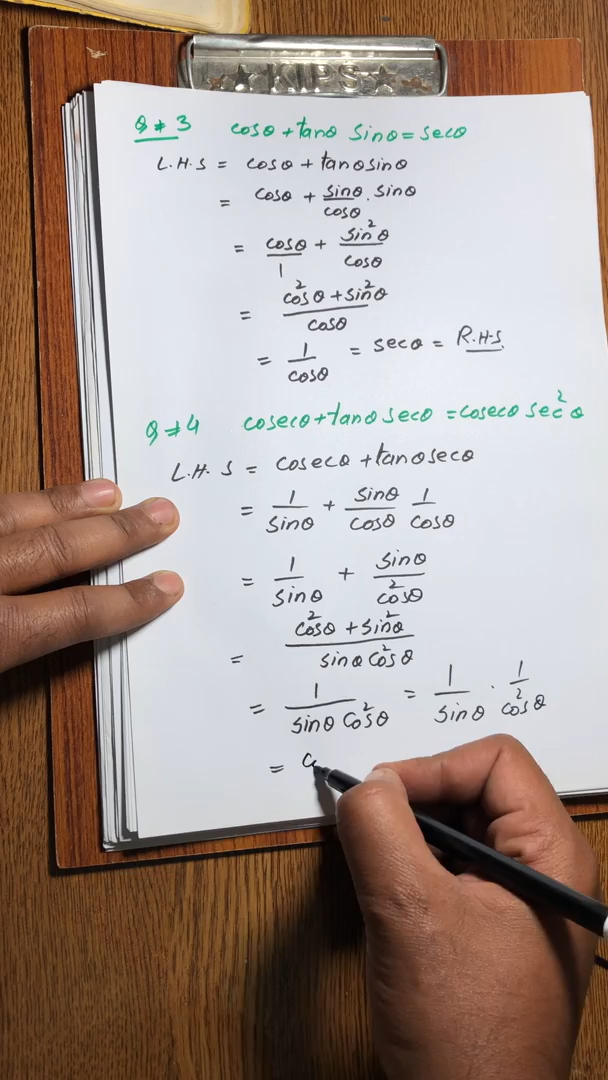 KIPS
Q # 3 cosθ + tanθ sinθ = secθ
L.H.S = cosθ + tanθ sinθ
= cosθ + sinθ/cosθ . sinθ
= cosθ/1 + sin²θ/cosθ
= cos²θ + sin²θ/cosθ
= 1/cosθ = secθ = R.H.S.
Q # 4 cosecθ + tanθ secθ = cosecθ sec²θ
L.H.S = cosecθ + tanθ secθ
= 1/sinθ + sinθ/cosθ 1/cosθ
= 1/sinθ + sinθ/cos²θ
= cos²θ + sin²θ/sinθ cos²θ
= 1/sinθ cos²θ = 1/sinθ . 1/cos²θ
= c